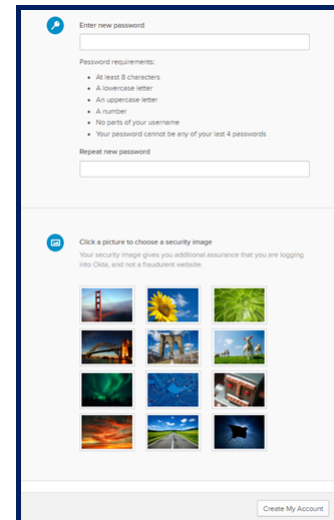 Enter new password
Password requirements:
At least 8 characters
A lowercase letter
An uppercase letter
A number
No parts of your username
Your password cannot be any of your last 4 passwords
Repeat new password
Click a picture to choose a security image
Your security image gives you additional assurance that you are logging
into Okta, and not a fraudulent website.
Create My Account